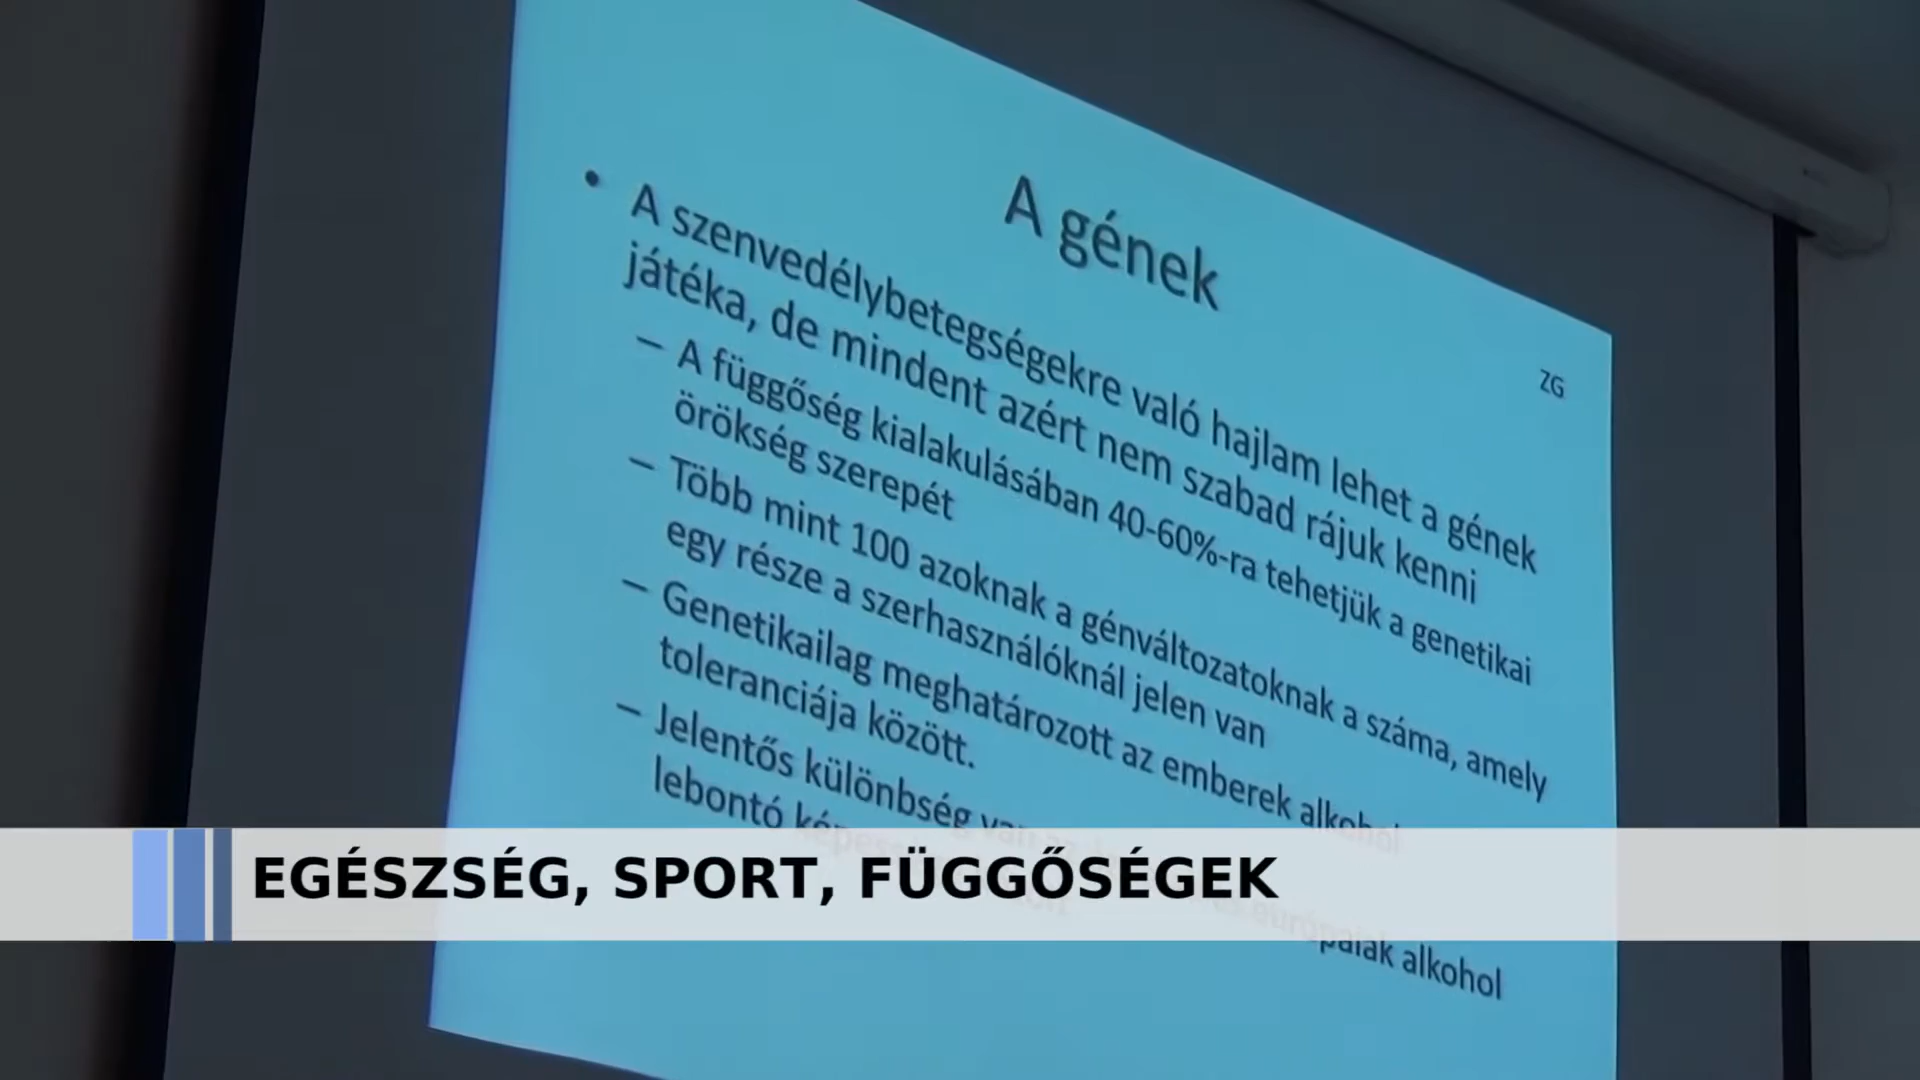 A gének
ZG
• A szenvedélybetegségekre való hajlam lehet a gének
játéka, de mindent azért nem szabad rájuk kenni
– A függőség kialakulásában 40-60%-ra tehetjük a genetikai
örökség szerepét
– Több mint 100 azoknak a génváltozatoknak a száma, amely
egy része a szerhasználóknál jelen van
– Genetikailag meghatározott az emberek alkohol
toleranciája között.
– Jelentős különbség van európaiak alkohol
lebontó
EGÉSZSÉG, SPORT, FÜGGŐSÉGEK